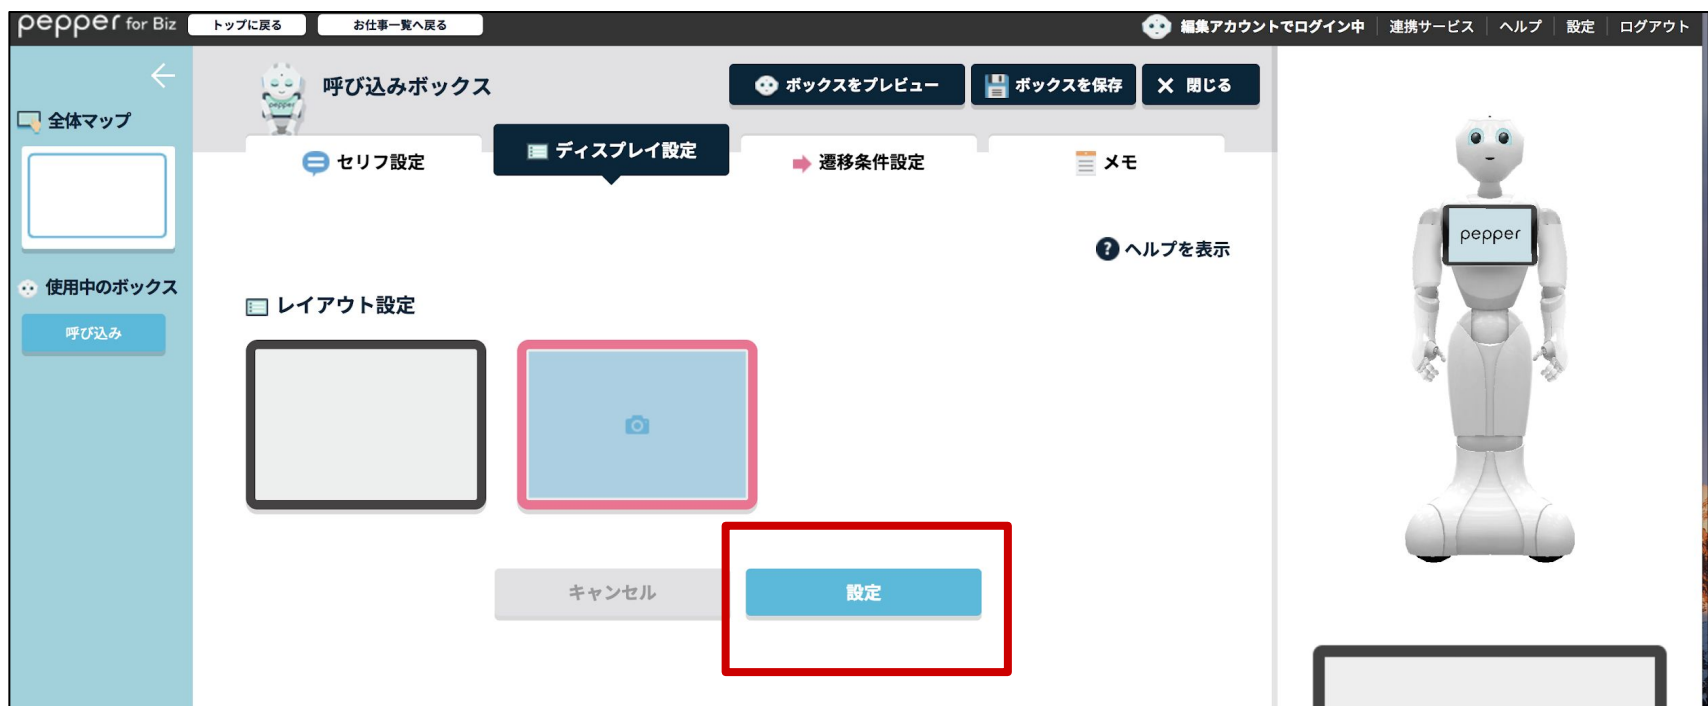 pepper for Biz
トップに戻る
お仕事一覧へ戻る
編集アカウントでログイン中
連携サービス
ヘルプ
設定
ログアウト
全体マップ
使用中のボックス
呼び込み
pepper
呼び込みボックス
ボックスをプレビュー
ボックスを保存
× 閉じる
セリフ設定
ディスプレイ設定
遷移条件設定
メモ
? ヘルプを表示
レイアウト設定
キャンセル
設定
pepper